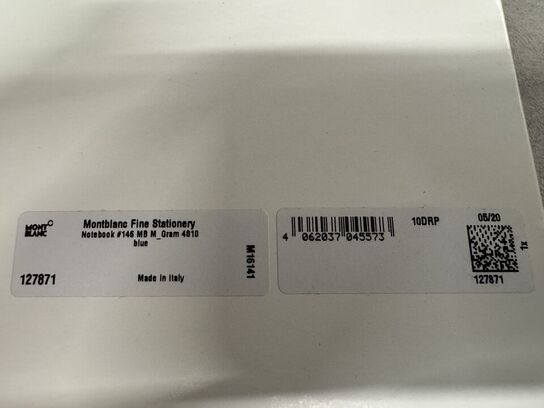 MONT
BLANC
Montblanc Fine Stationery
Notebook #146 MB M_Gram 4810
blue
127871
Made in Italy
M16141
4 062037 045573
10DRP
05/20
XL
127871